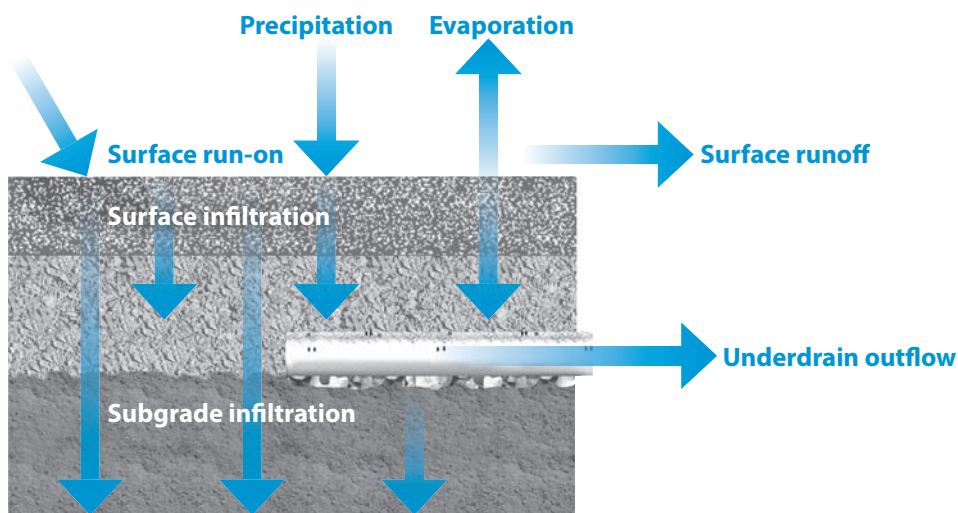 Precipitation
Evaporation
Surface run-on
Surface runoff
Surface infiltration
Underdrain outflow
Subgrade infiltration